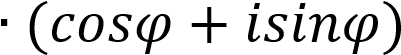 · (cosφ + isinφ)